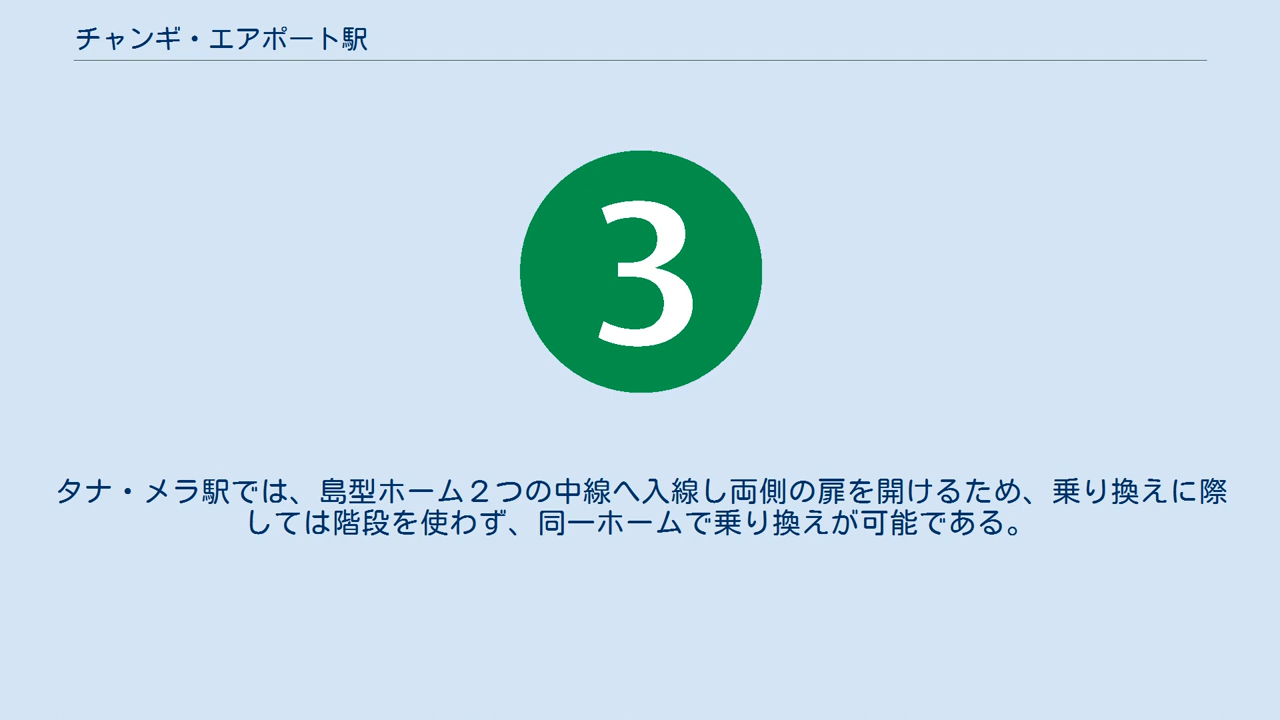 チャンギ・エアポート駅
3
タナ・メラ駅では、島型ホーム２つの中線へ入線し両側の扉を開けるため、乗り換えに際
しては階段を使わず、同一ホームで乗り換えが可能である。